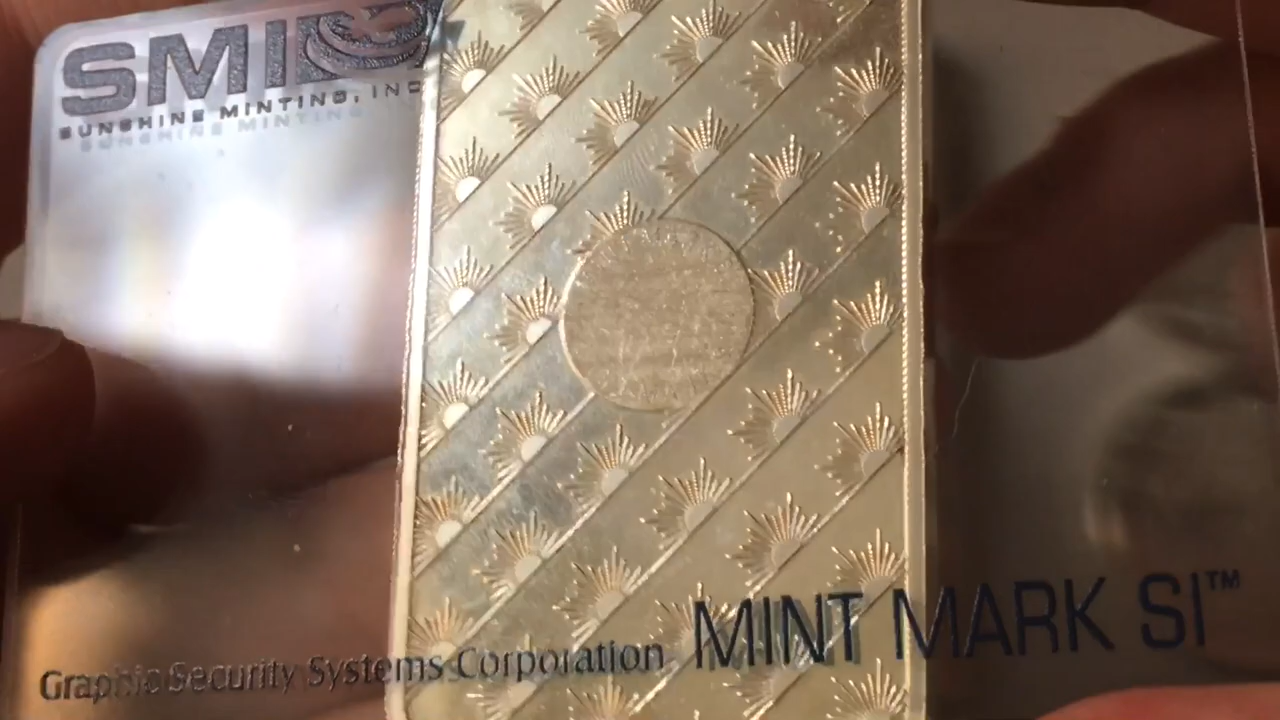 SMI
SUNSHINE MINTING, INC
Graphic Security Systems Corporation MINT MARK SI™